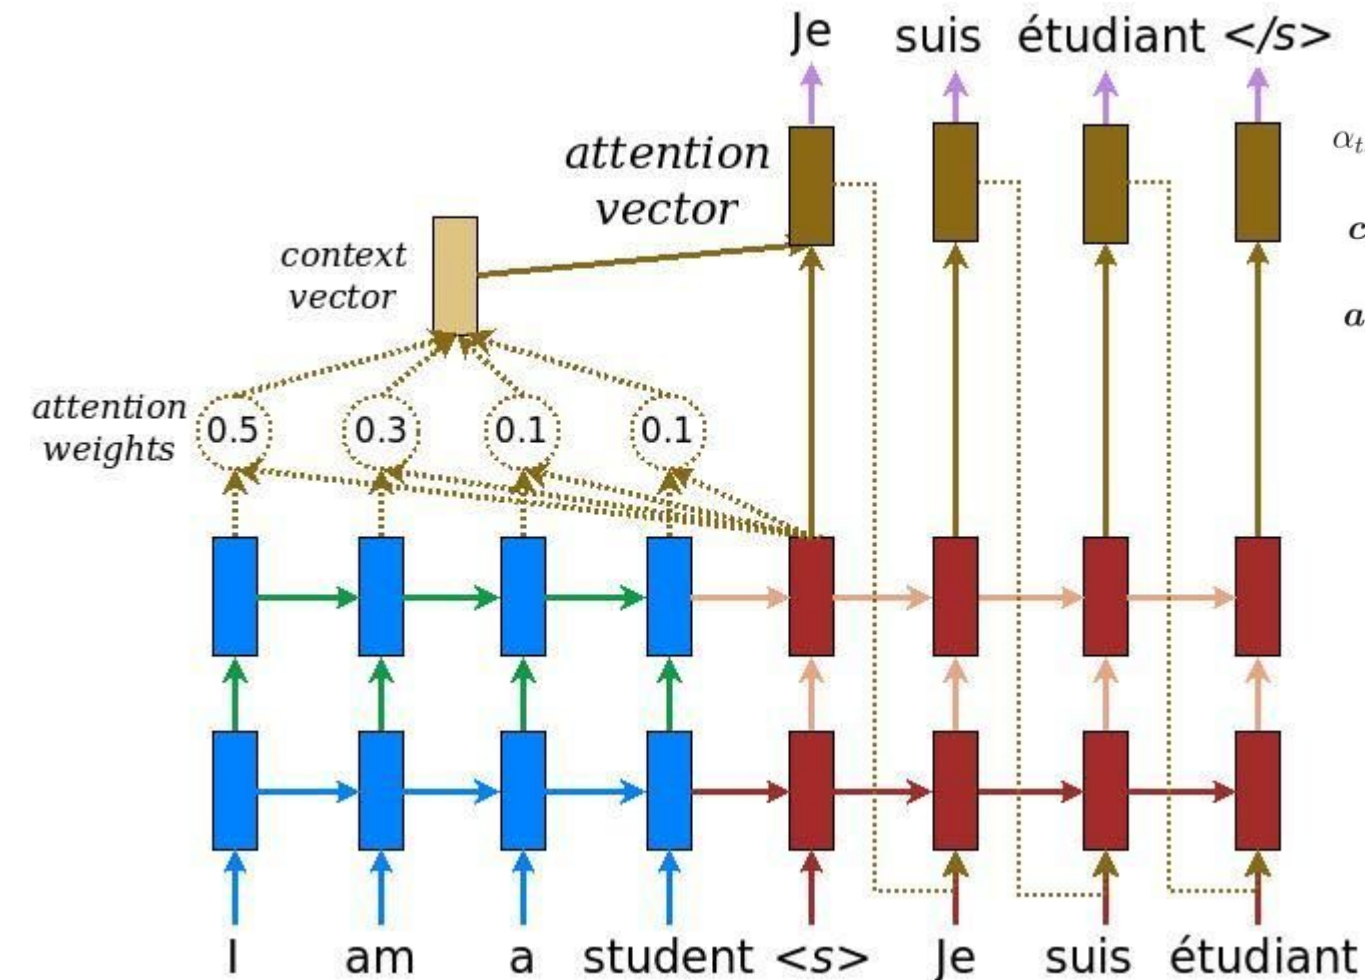 Je suis étudiant </s>
attention
vector
α_t
c
a
context
vector
attention
weights
0.5 0.3 0.1 0.1
I am a student <s> Je suis étudiant